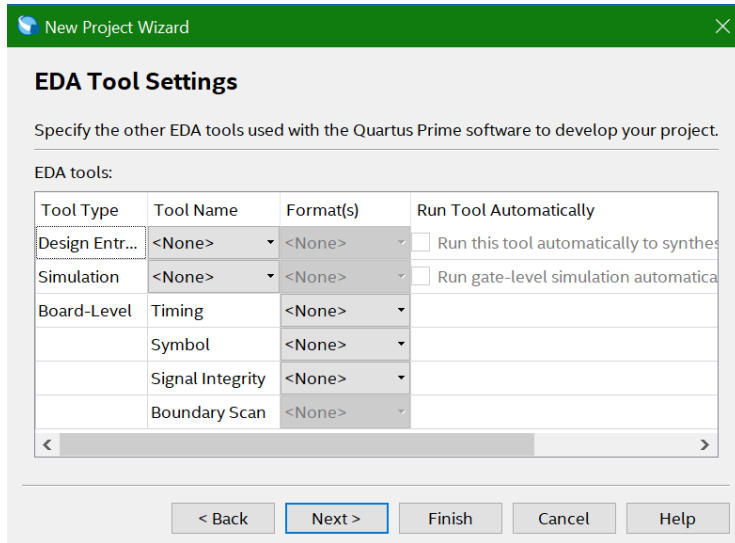 New Project Wizard
EDA Tool Settings
Specify the other EDA tools used with the Quartus Prime software to develop your project.
EDA tools:
Tool Type Tool Name Format(s) Run Tool Automatically
Design Entr... <None> <None> Run this tool automatically to synthes
Simulation <None> <None> Run gate-level simulation automatica
Board-Level Timing <None>
Symbol <None>
Signal Integrity <None>
Boundary Scan <None>
< Back Next > Finish Cancel Help